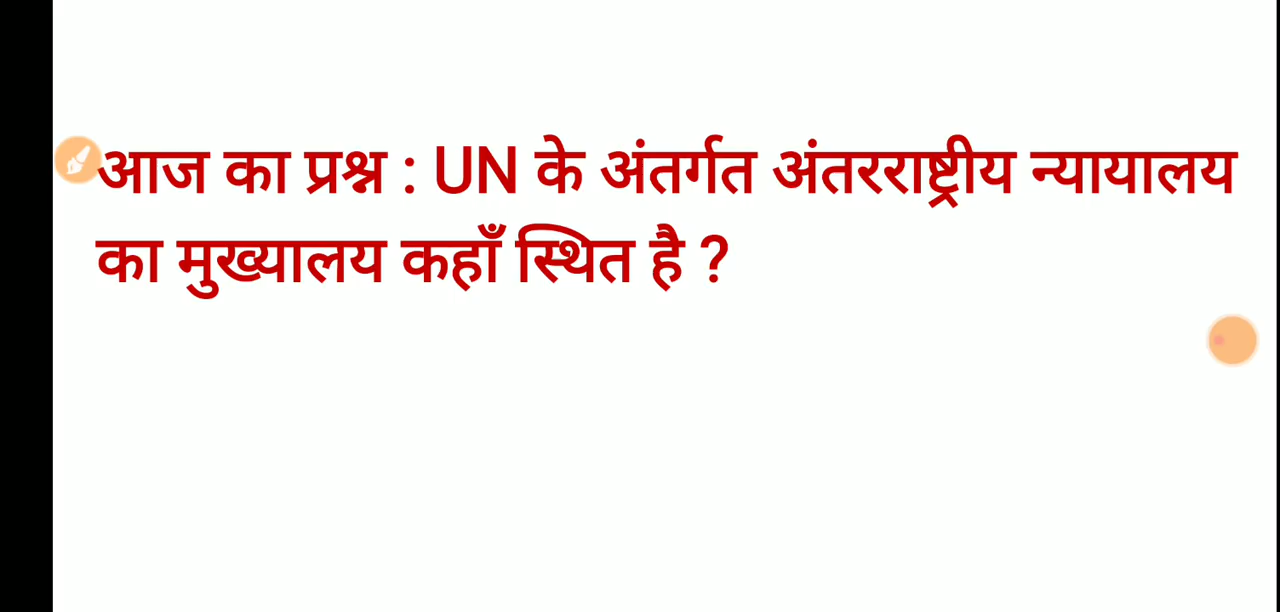 आज का प्रश्न : UN के अंतर्गत अंतरराष्ट्रीय न्यायालय
का मुख्यालय कहाँ स्थित है ?